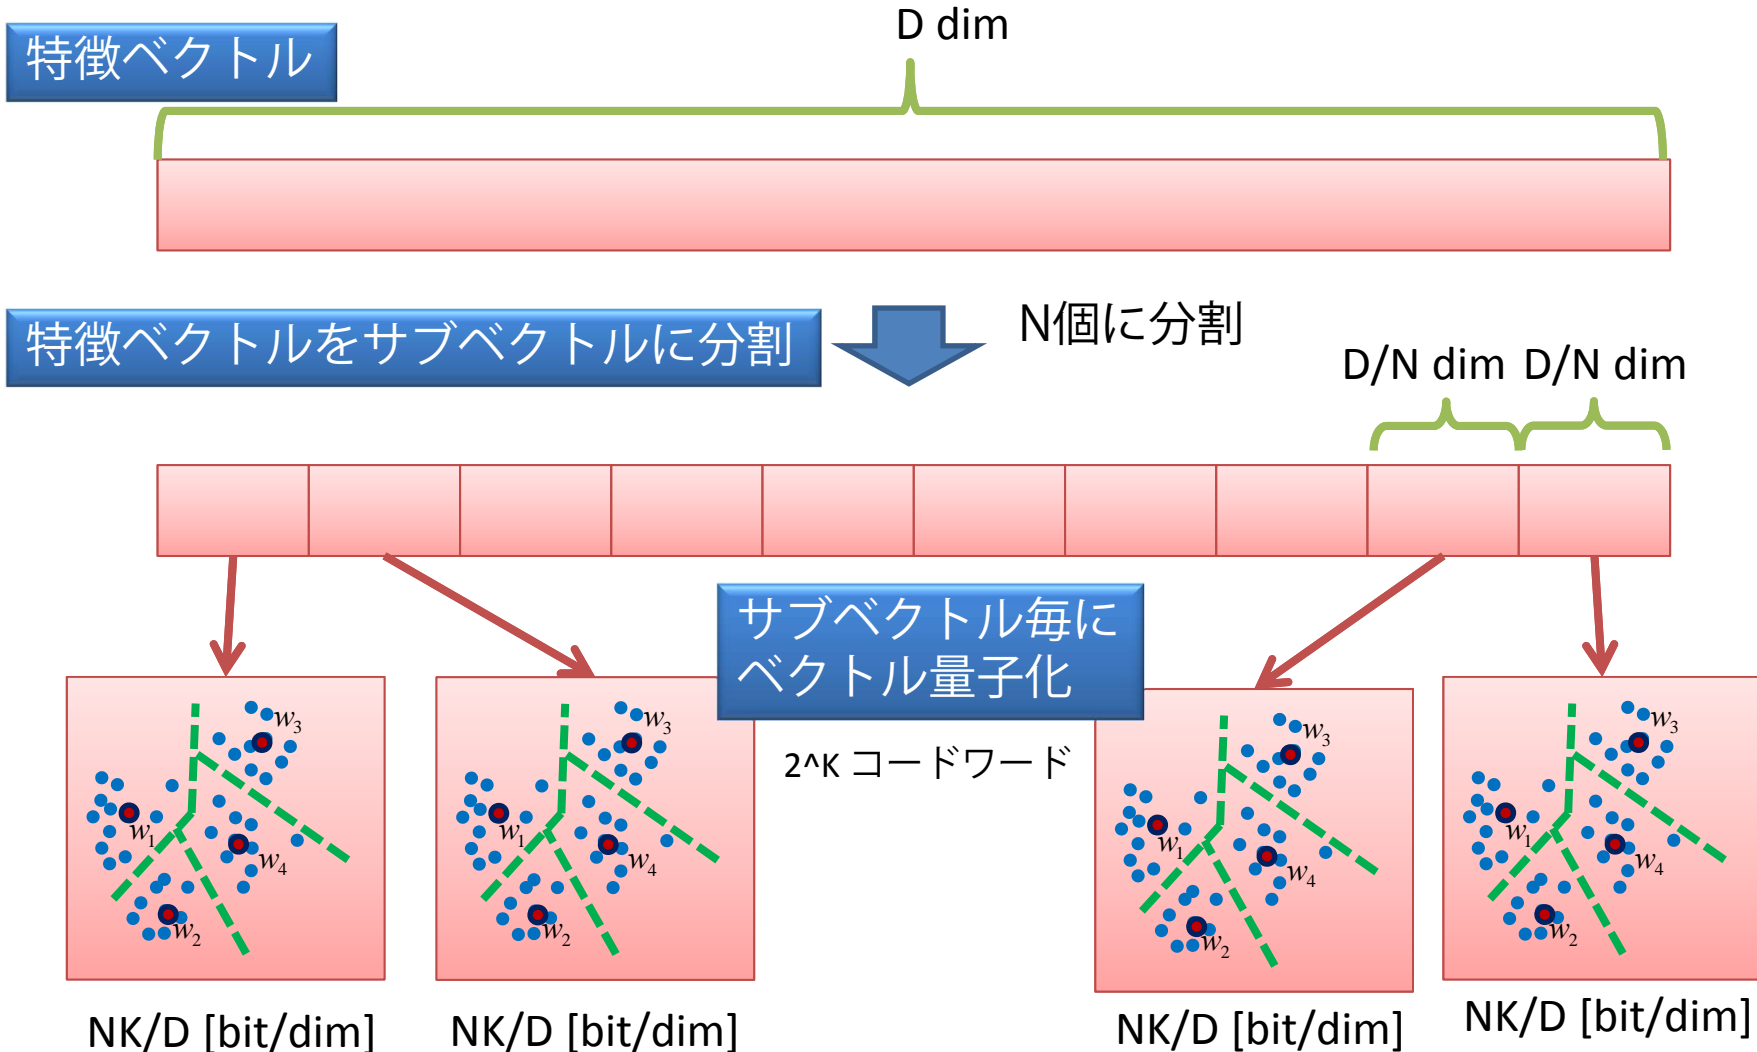 D dim
特徴ベクトル
特徴ベクトルをサブベクトルに分割
N個に分割
D/N dim D/N dim
サブベクトル毎に
ベクトル量子化
2^K コードワード
w3
w1
w4
w2
w3
w1
w4
w2
w3
w1
w4
w2
w3
w1
w4
w2
NK/D [bit/dim]
NK/D [bit/dim]
NK/D [bit/dim]
NK/D [bit/dim]